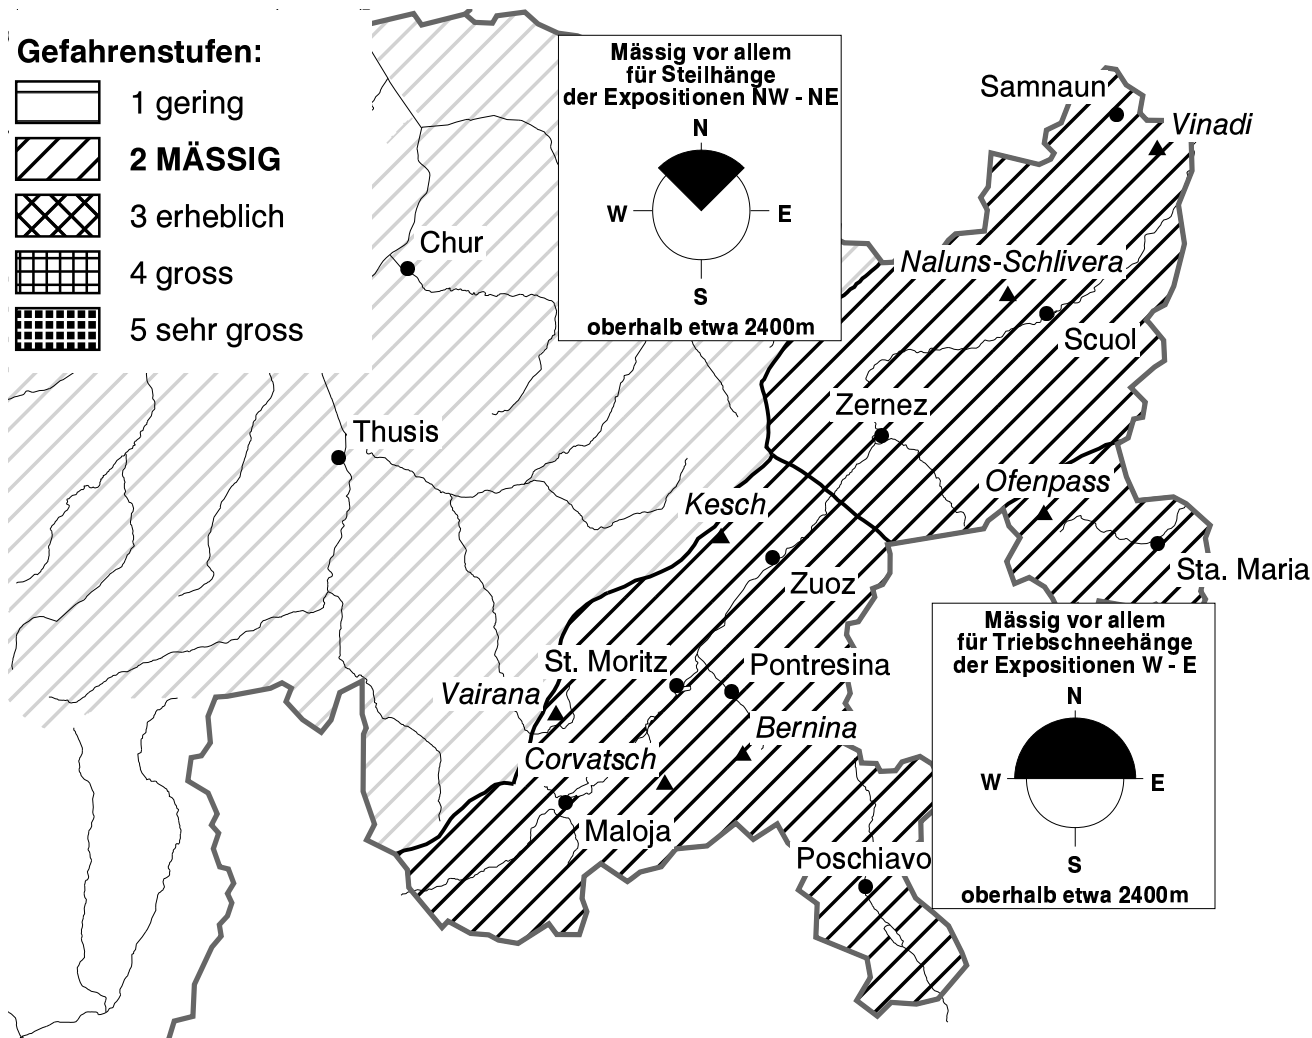 Gefahrenstufen:
1 gering
2 MÄSSIG
3 erheblich
4 gross
5 sehr gross
Mässig vor allem
für Steilhänge
der Expositionen NW - NE
N
W
E
S
oberhalb etwa 2400m
Samnaun
Vinadi
Chur
Naluns-Schlivera
Scuol
Zernez
Thusis
Ofenpass
Kesch
Sta. Maria
Zuoz
St. Moritz
Pontresina
Vairana
Bernina
Corvatsch
Maloja
Poschiavo
Mässig vor allem
für Triebschneehänge
der Expositionen W - E
N
W
E
S
oberhalb etwa 2400m